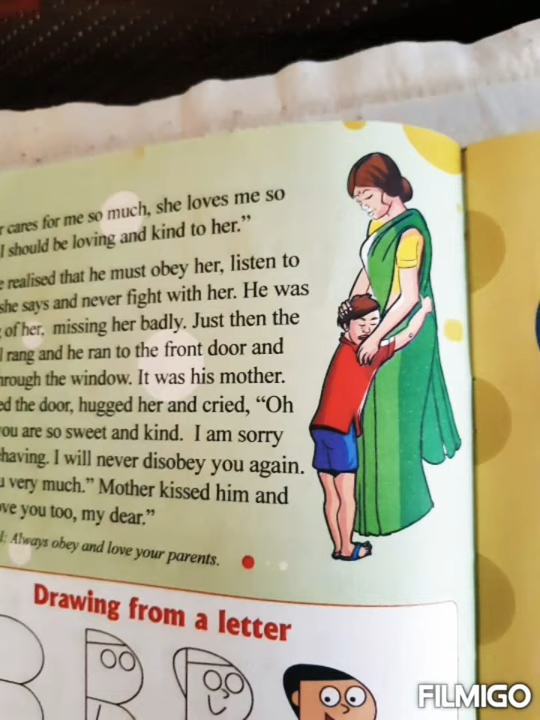 cares for me so much, she loves me so
I should be loving and kind to her."
realised that he must obey her, listen to
she says and never fight with her. He was
of her, missing her badly. Just then the
rang and he ran to the front door and
through the window. It was his mother.
the door, hugged her and cried, "Oh
you are so sweet and kind. I am sorry
having. I will never disobey you again.
very much." Mother kissed him and
ve you too, my dear."
l: Always obey and love your parents.
Drawing from a letter
FILMIGO